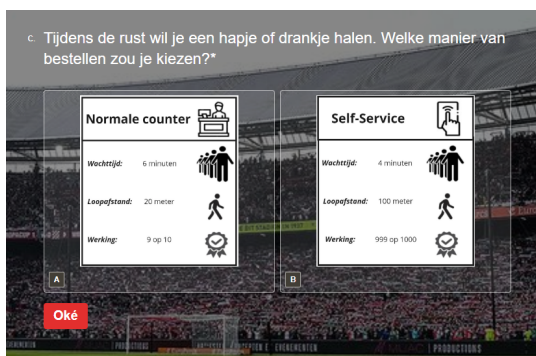 c. Tijdens de rust wil je een hapje of drankje halen. Welke manier van
bestellen zou je kiezen?*
Normale counter
Wachttijd: 6 minuten
Loopafstand: 20 meter
Werking: 9 op 10
A
Self-Service
Wachttijd: 4 minuten
Loopafstand: 100 meter
Werking: 999 op 1000
B
Oké
PRODUCTIONS